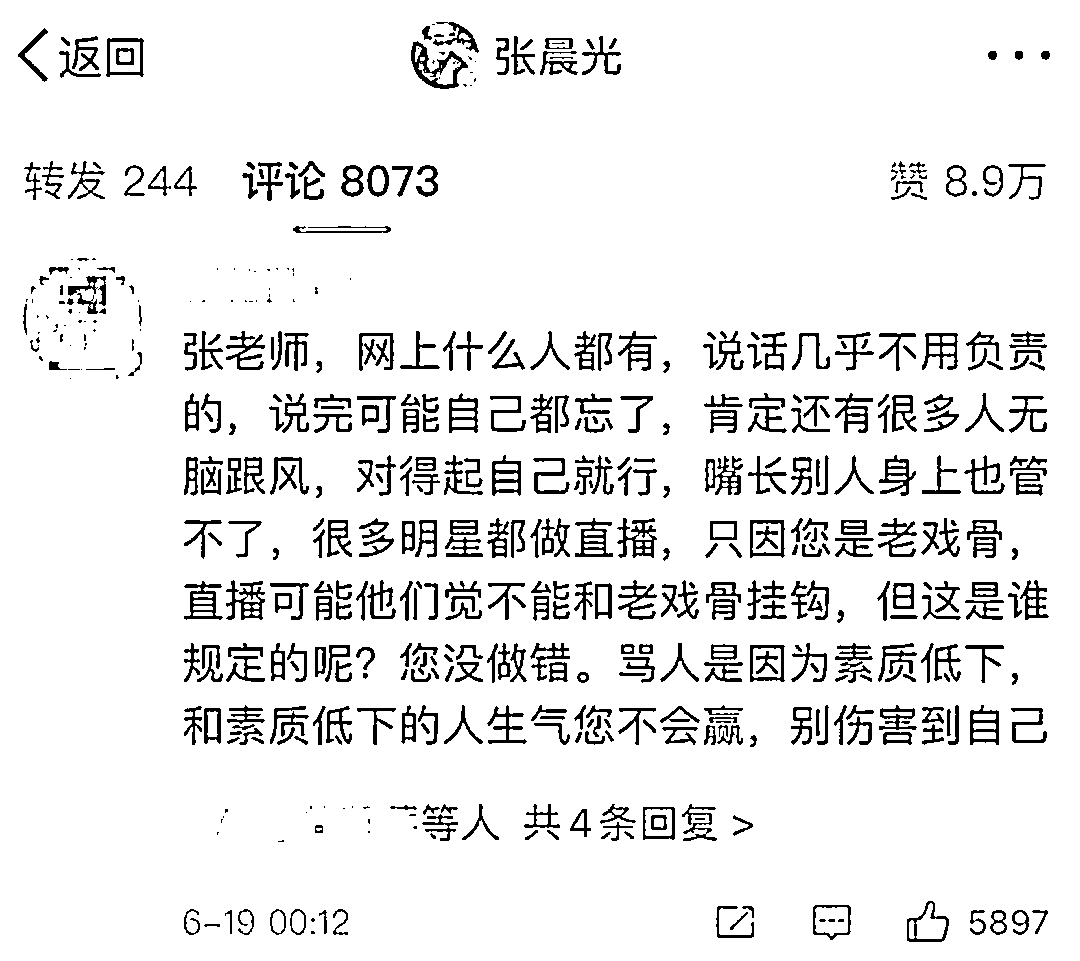 返回
张晨光
转发 244 评论 8073 赞 8.9万
张老师，网上什么人都有，说话几乎不用负责
的，说完可能自己都忘了，肯定还有很多人无
脑跟风，对得起自己就行，嘴长别人身上也管
不了，很多明星都做直播，只因您是老戏骨，
直播可能他们觉不能和老戏骨挂钩，但这是谁
规定的呢？您没做错。骂人是因为素质低下，
和素质低下的人生气您不会赢，别伤害到自己
等人 共4条回复 >
6-19 00:12 5897